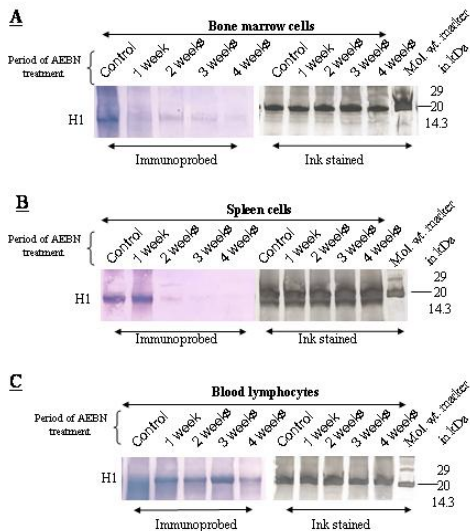 A
Bone marrow cells
Period of AEBN treatment
Control
1 week
2 weeks
3 weeks
4 weeks
Control
1 week
2 weeks
3 weeks
4 weeks
Mol. wt. marker
in kDa
29
20
14.3
H1
Immunoprobed
Ink stained
B
Spleen cells
Period of AEBN treatment
Control
1 week
2 weeks
3 weeks
4 weeks
Control
1 week
2 weeks
3 weeks
4 weeks
Mol. wt. marker
in kDa
29
20
14.3
H1
Immunoprobed
Ink stained
C
Blood lymphocytes
Period of AEBN treatment
Control
1 week
2 weeks
3 weeks
4 weeks
Control
1 week
2 weeks
3 weeks
4 weeks
Mol. wt. marker
in kDa
29
20
14.3
H1
Immunoprobed
Ink stained